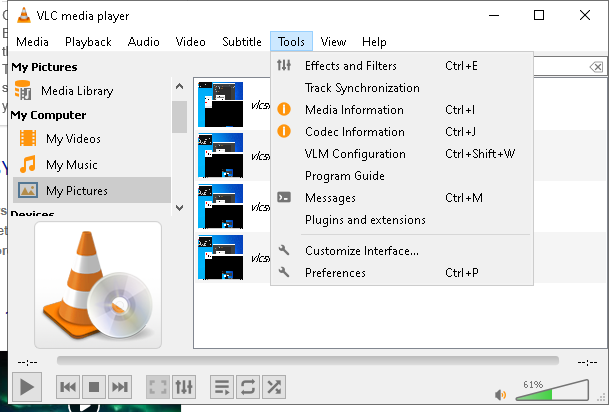 VLC media player
Media Playback Audio Video Subtitle Tools View Help
My Pictures
Media Library
My Computer
My Videos
My Music
My Pictures
Devices
Effects and Filters Ctrl+E
Track Synchronization
Media Information Ctrl+I
Codec Information Ctrl+J
VLM Configuration Ctrl+Shift+W
Program Guide
Messages Ctrl+M
Plugins and extensions
Customize Interface...
Preferences Ctrl+P
vlcs
vlcs
--:-- --:--
61%